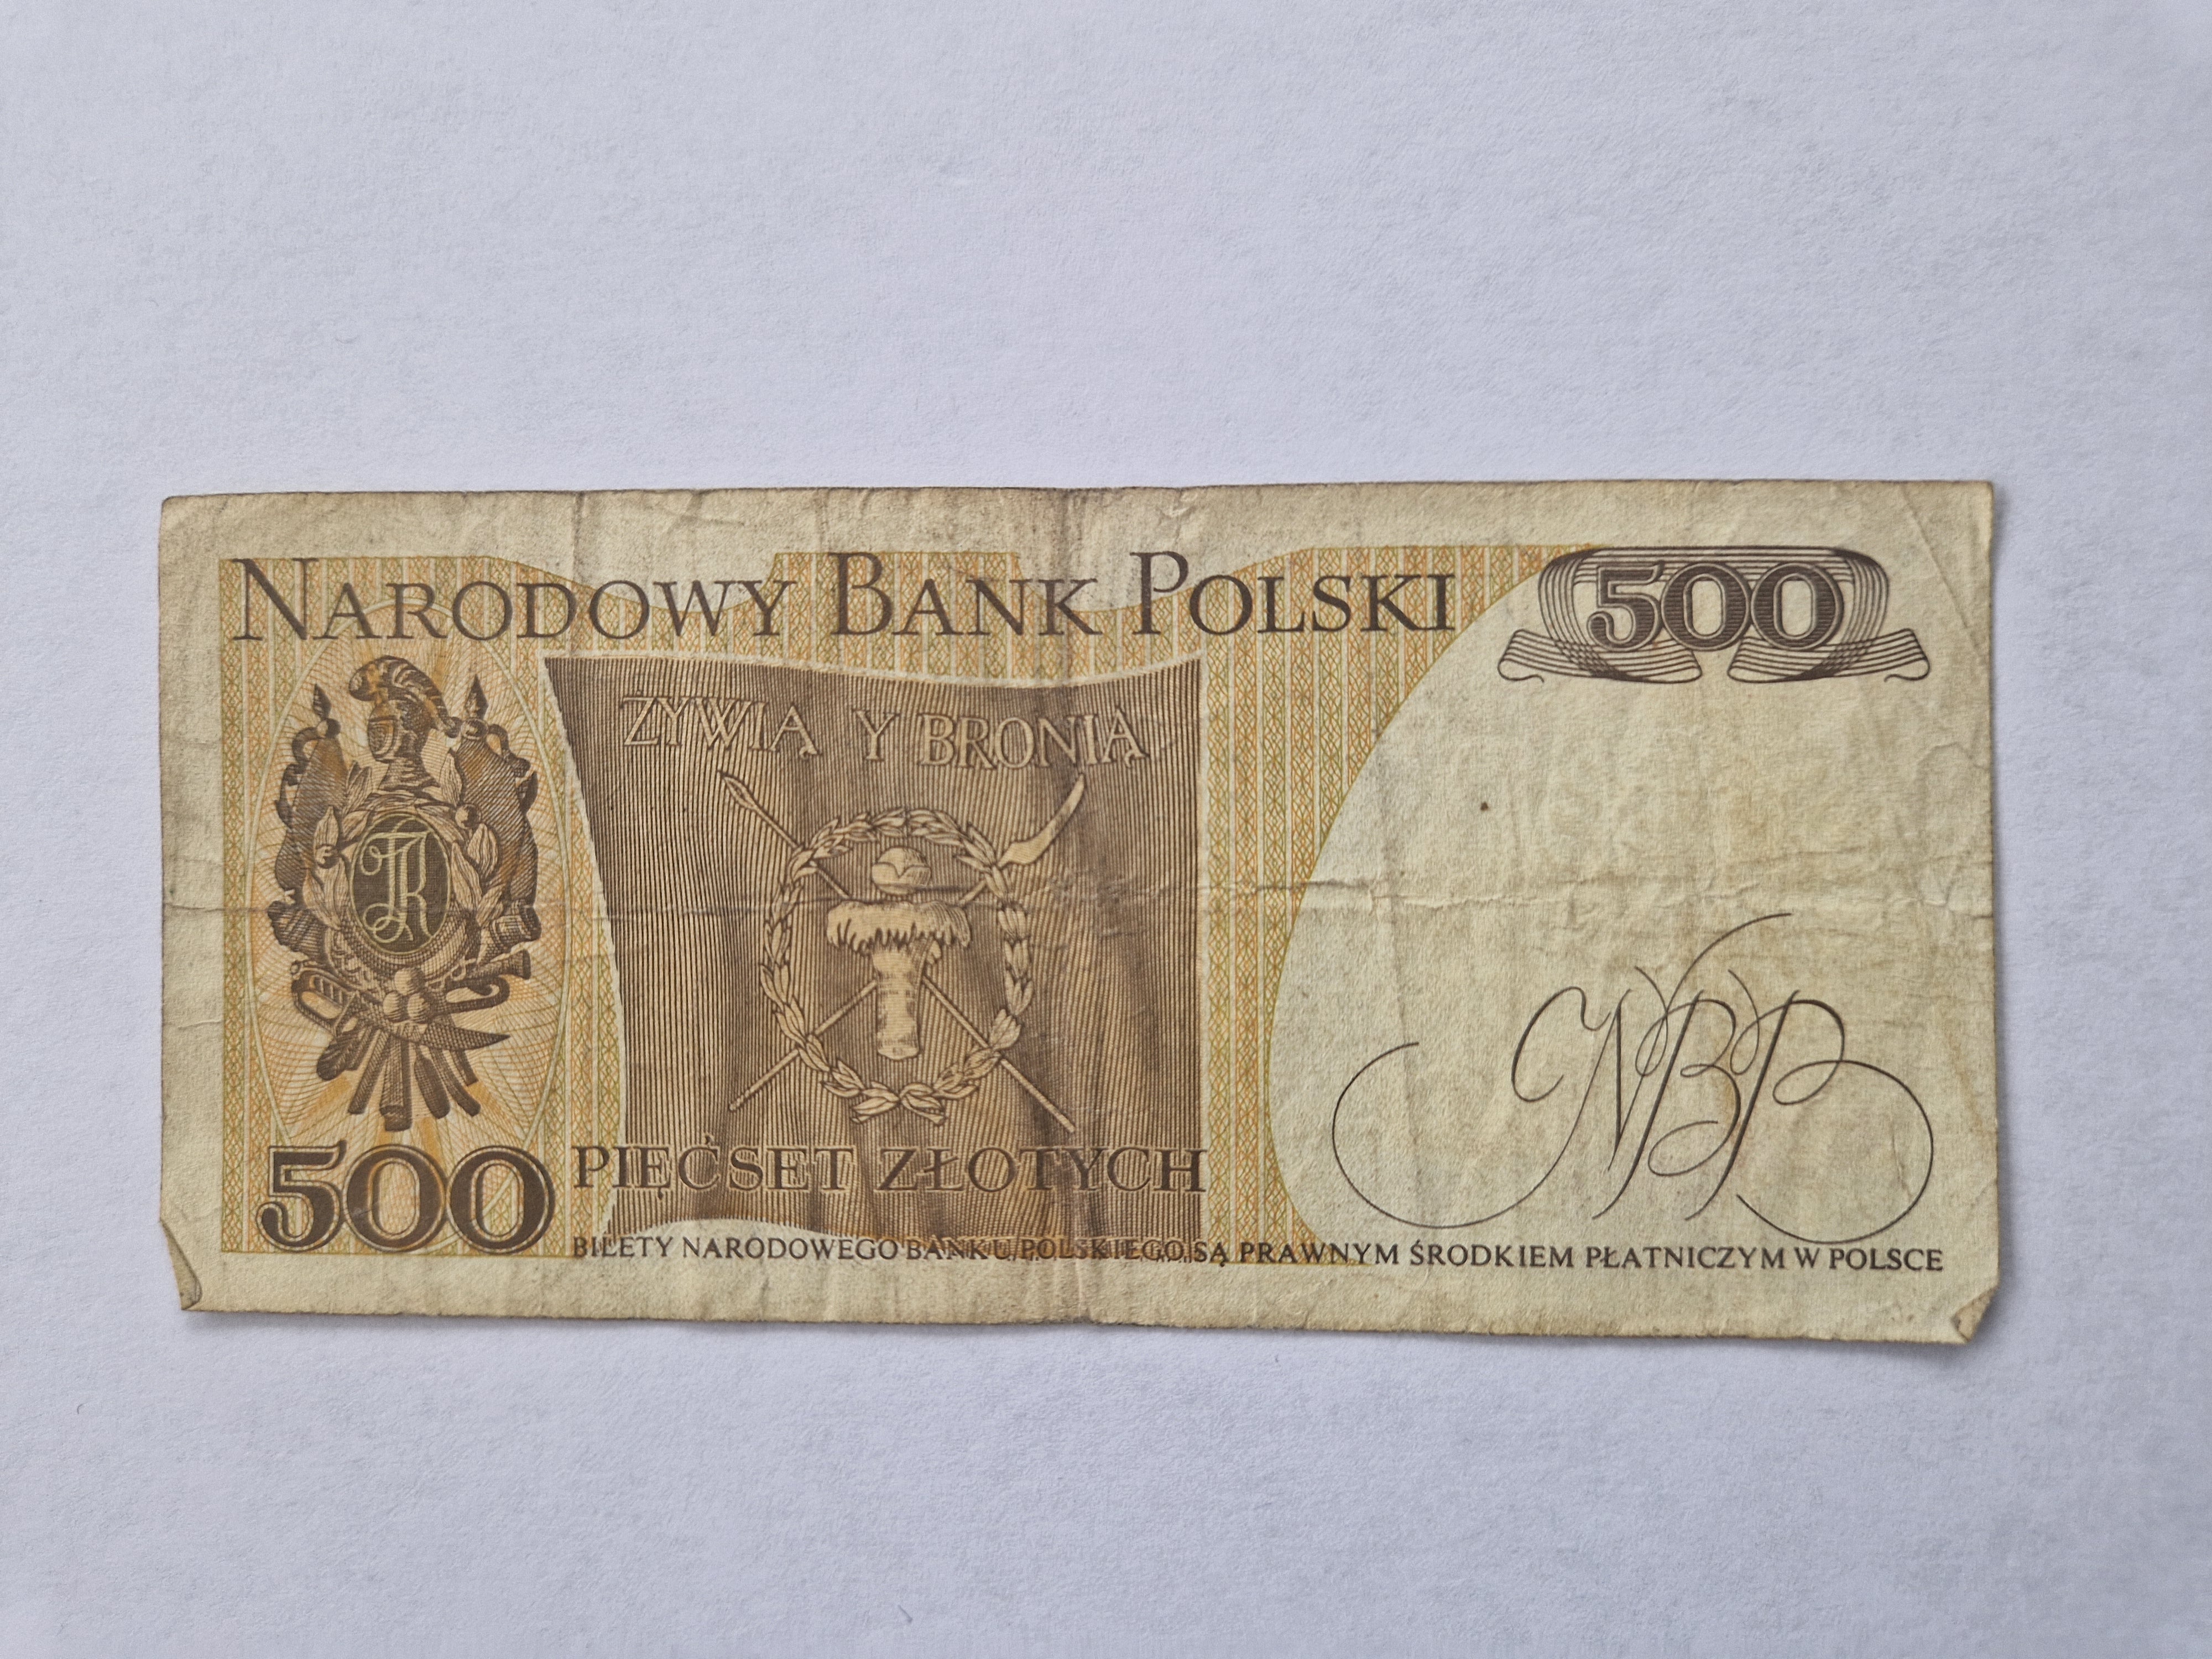 NARODOWY BANK POLSKI
500
ŻYWIĄ Y BRONIĄ
TK
NBP
500
PIĘĆSET ZŁOTYCH
BILETY NARODOWEGO BANKU POLSKIEGO SĄ PRAWNYM ŚRODKIEM PŁATNICZYM W POLSCE